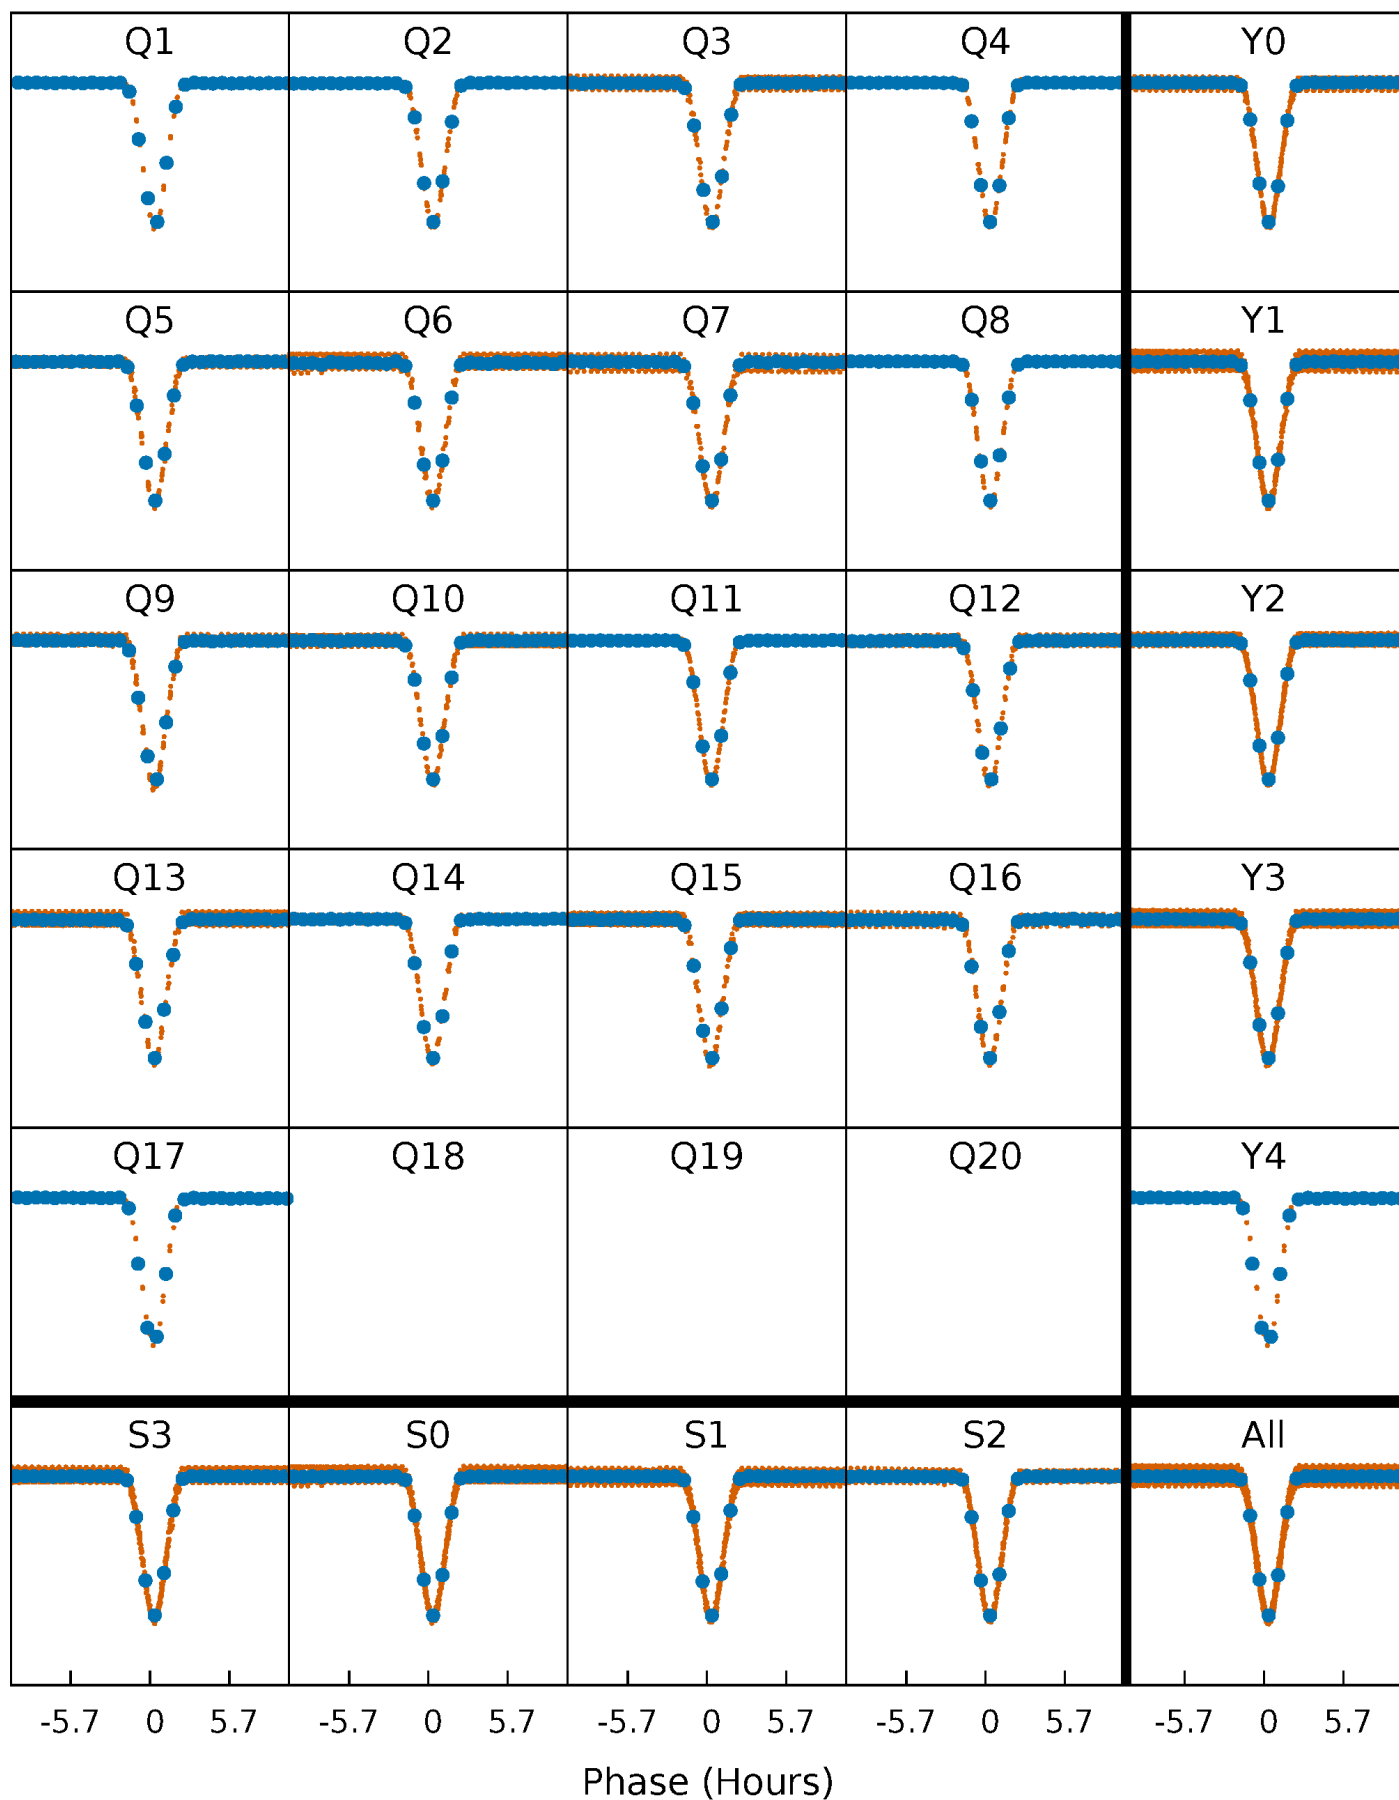 Q1 Q2 Q3 Q4 Y0
Q5 Q6 Q7 Q8 Y1
Q9 Q10 Q11 Q12 Y2
Q13 Q14 Q15 Q16 Y3
Q17 Q18 Q19 Q20 Y4
S3 S0 S1 S2 All
-5.7 0 5.7 -5.7 0 5.7 -5.7 0 5.7 -5.7 0 5.7 -5.7 0 5.7
Phase (Hours)